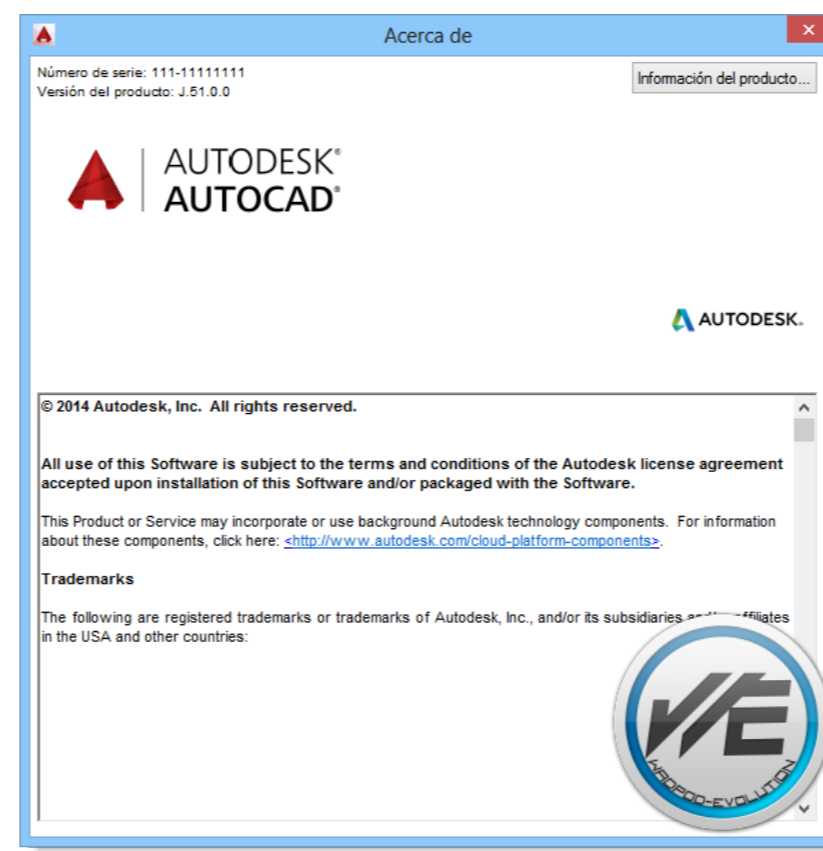 Acerca de
Número de serie: 111-11111111
Información del producto...
Versión del producto: J.51.0.0
AUTODESK®
AUTOCAD®
AUTODESK.
© 2014 Autodesk, Inc. All rights reserved.
All use of this Software is subject to the terms and conditions of the Autodesk license agreement
accepted upon installation of this Software and/or packaged with the Software.
This Product or Service may incorporate or use background Autodesk technology components. For information
about these components, click here: <http://www.autodesk.com/cloud-platform-components>.
Trademarks
The following are registered trademarks or trademarks of Autodesk, Inc., and/or its subsidiaries and/or affiliates
in the USA and other countries: